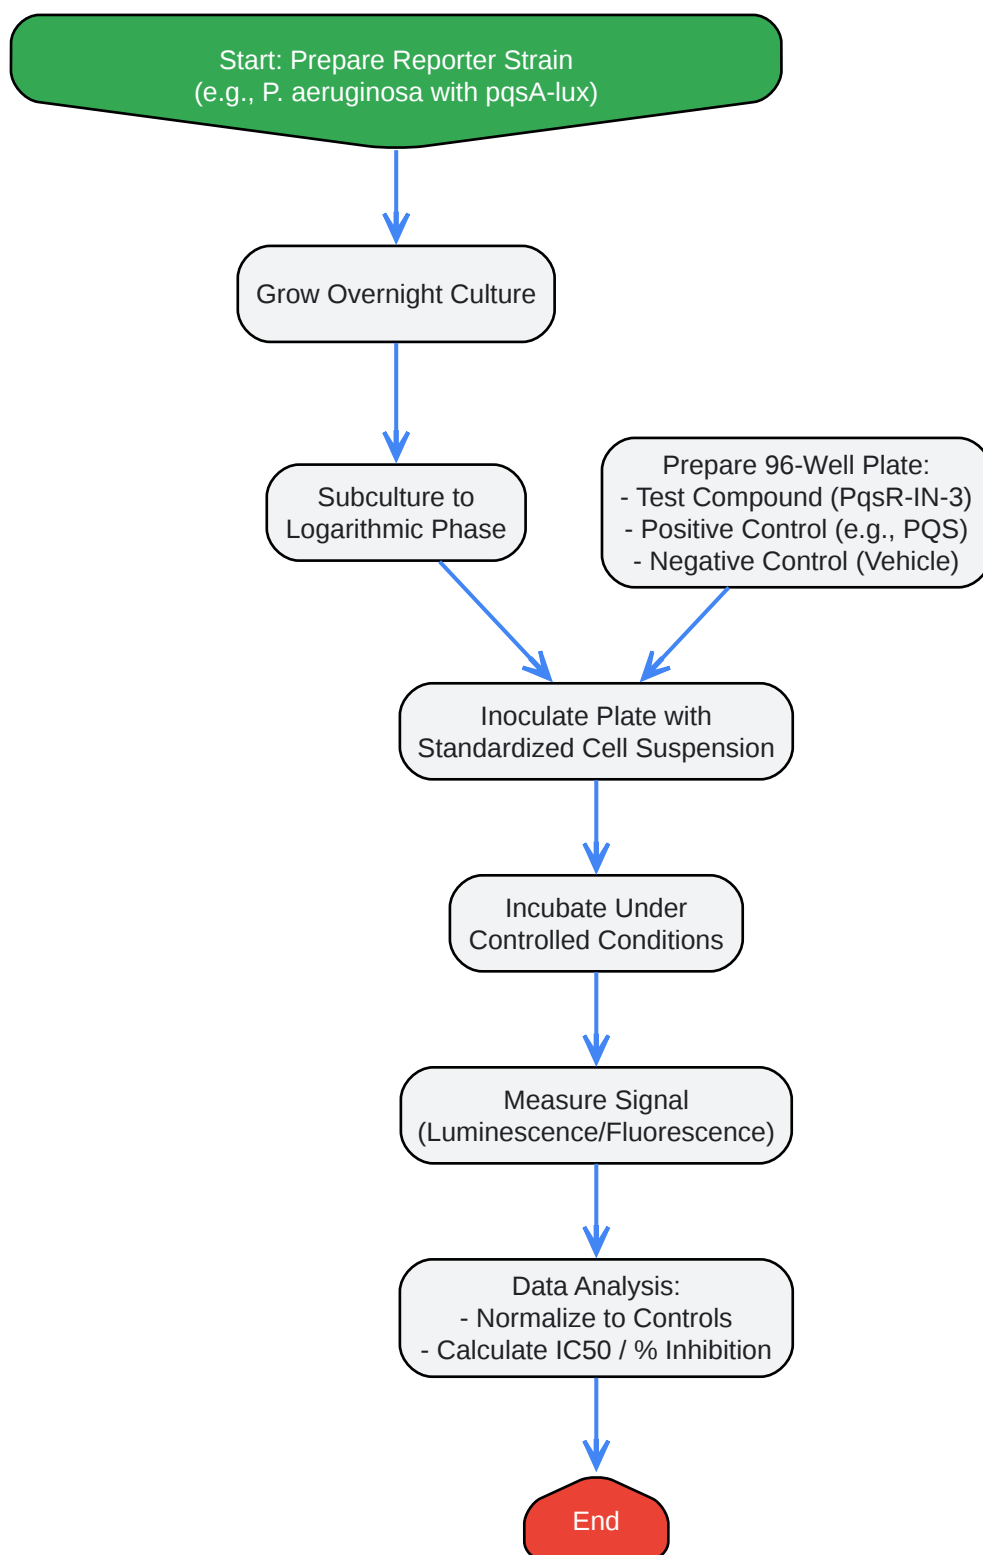 Start: Prepare Reporter Strain
(e.g., P. aeruginosa with pqsA-lux)
Grow Overnight Culture
Subculture to
Logarithmic Phase
Prepare 96-Well Plate:
- Test Compound (PqsR-IN-3)
- Positive Control (e.g., PQS)
- Negative Control (Vehicle)
Inoculate Plate with
Standardized Cell Suspension
Incubate Under
Controlled Conditions
Measure Signal
(Luminescence/Fluorescence)
Data Analysis:
- Normalize to Controls
- Calculate IC50 / % Inhibition
End